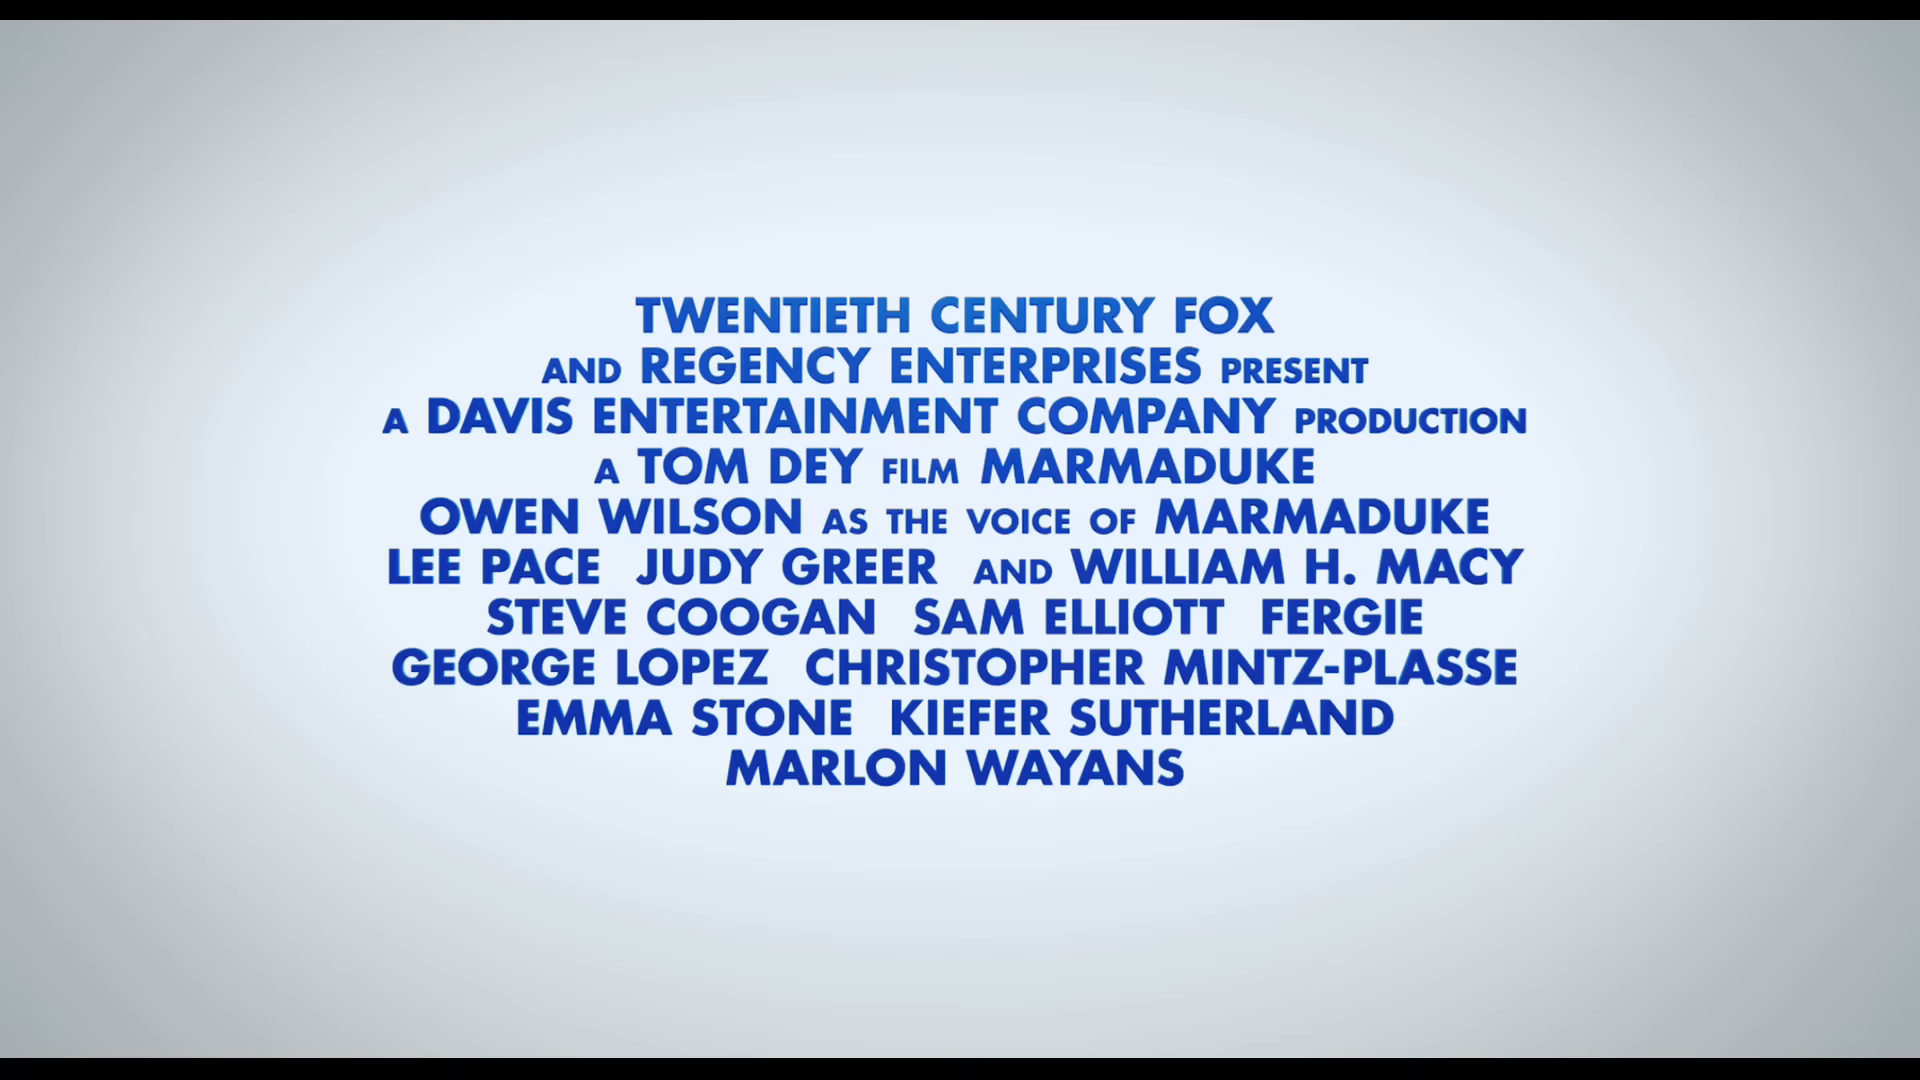 TWENTIETH CENTURY FOX
AND REGENCY ENTERPRISES PRESENT
A DAVIS ENTERTAINMENT COMPANY PRODUCTION
A TOM DEY FILM MARMADUKE
OWEN WILSON AS THE VOICE OF MARMADUKE
LEE PACE JUDY GREER AND WILLIAM H. MACY
STEVE COOGAN SAM ELLIOTT FERGIE
GEORGE LOPEZ CHRISTOPHER MINTZ-PLASSE
EMMA STONE KIEFER SUTHERLAND
MARLON WAYANS